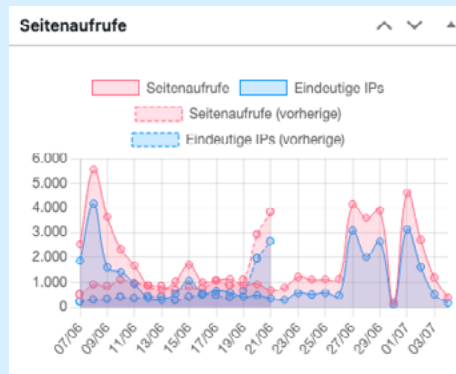 Seitenaufrufe
Seitenaufrufe Eindeutige IPs
Seitenaufrufe (vorherige)
Eindeutige IPs (vorherige)
6.000
5.000
4.000
3.000
2.000
1.000
0
07/06 09/06 11/06 13/06 15/06 17/06 19/06 21/06 23/06 25/06 27/06 29/06 01/07 03/07